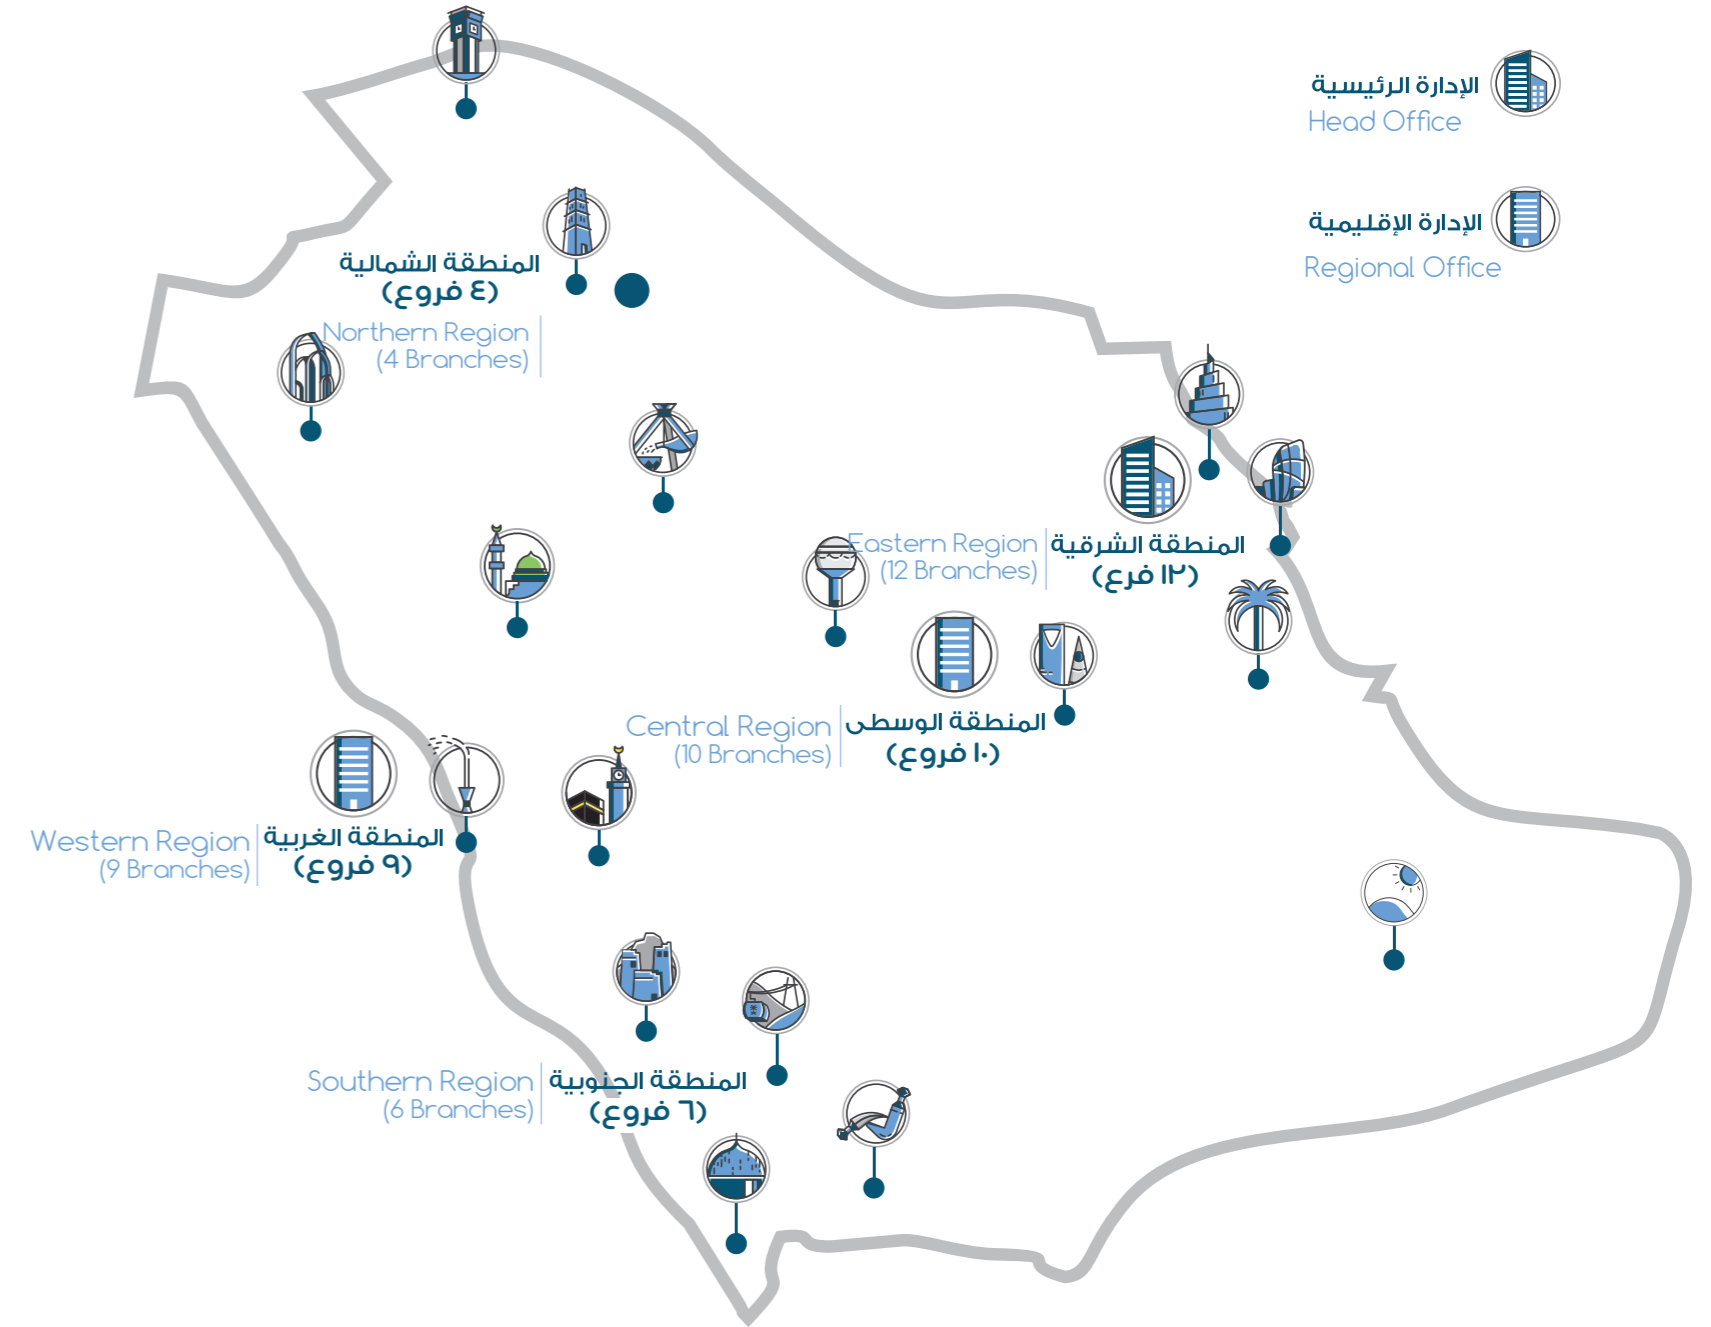 الإدارة الرئيسية
Head Office
الإدارة الإقليمية
Regional Office
المنطقة الشمالية
(٤ فروع)
Northern Region
(4 Branches)
المنطقة الشرقية
(١٢ فرع)
Eastern Region
(12 Branches)
المنطقة الوسطى
(١٠ فروع)
Central Region
(10 Branches)
المنطقة الغربية
(٩ فروع)
Western Region
(9 Branches)
المنطقة الجنوبية
(٦ فروع)
Southern Region
(6 Branches)